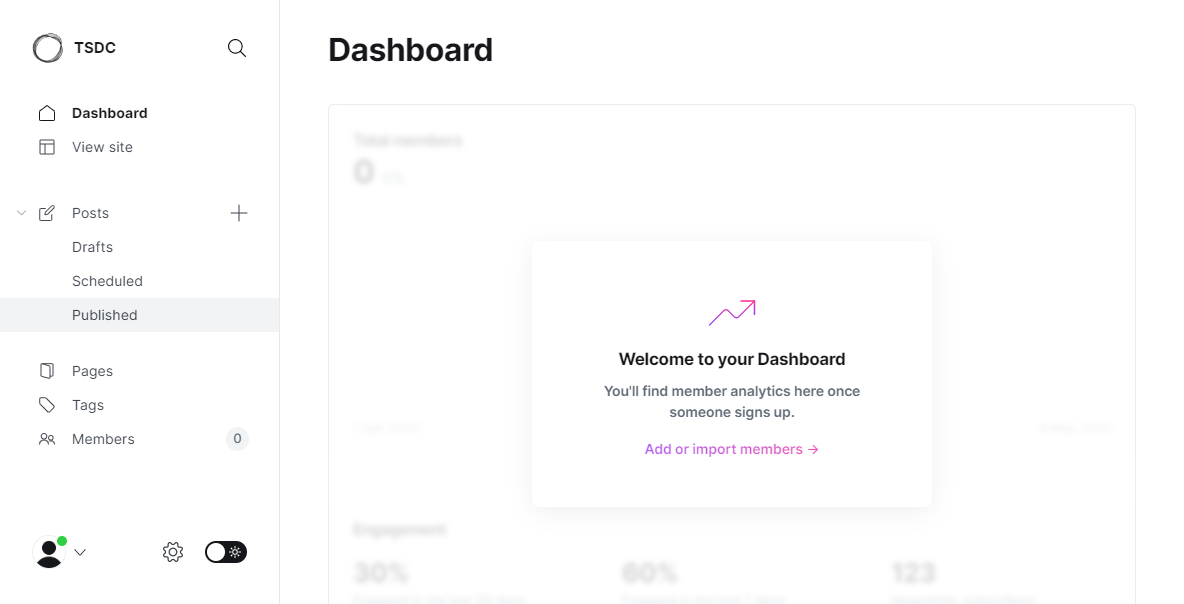 TSDC
Dashboard
View site
Posts
Drafts
Scheduled
Published
Pages
Tags
Members 0
Dashboard
Total members
0
Welcome to your Dashboard
You'll find member analytics here once
someone signs up.
Add or import members →
Engagement
30% 60% 123